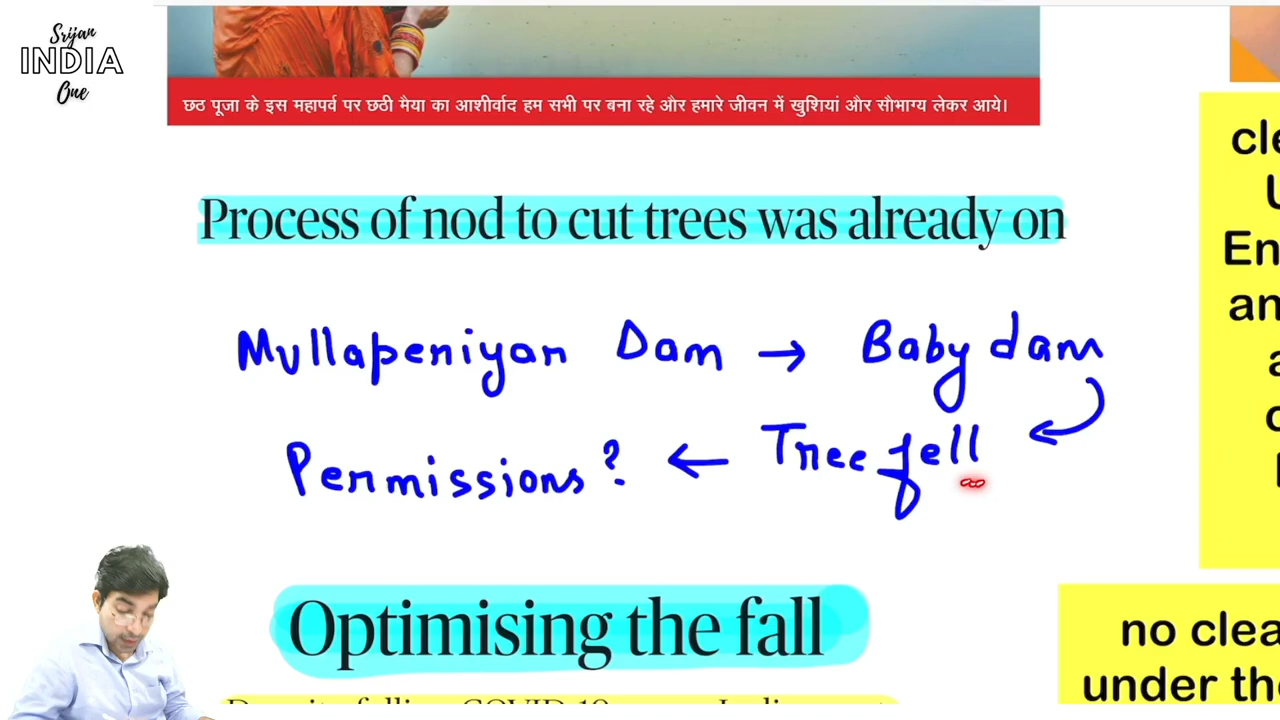 Srijan
INDIA
One
छठ पूजा के इस महापर्व पर छठी मैया का आशीर्वाद हम सभी पर बना रहे और हमारे जीवन में खुशियां और सौभाग्य लेकर आये।
Process of nod to cut trees was already on
Mullapeniyar Dam → Baby dam
Permissions? ← Tree fell
Optimising the fall
no clea
under the